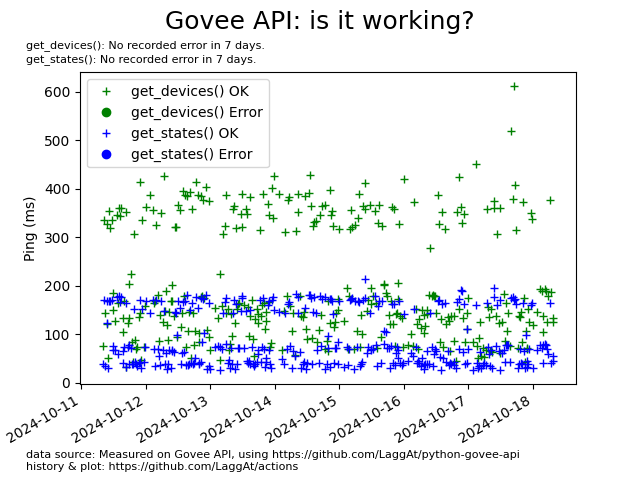 Govee API: is it working?
get_devices(): No recorded error in 7 days.
get_states(): No recorded error in 7 days.
get_devices() OK
get_devices() Error
get_states() OK
get_states() Error
Ping (ms)
600
500
400
300
200
100
0
2024-10-11
2024-10-12
2024-10-13
2024-10-14
2024-10-15
2024-10-16
2024-10-17
2024-10-18
data source: Measured on Govee API, using https://github.com/LaggAt/python-govee-api
history & plot: https://github.com/LaggAt/actions